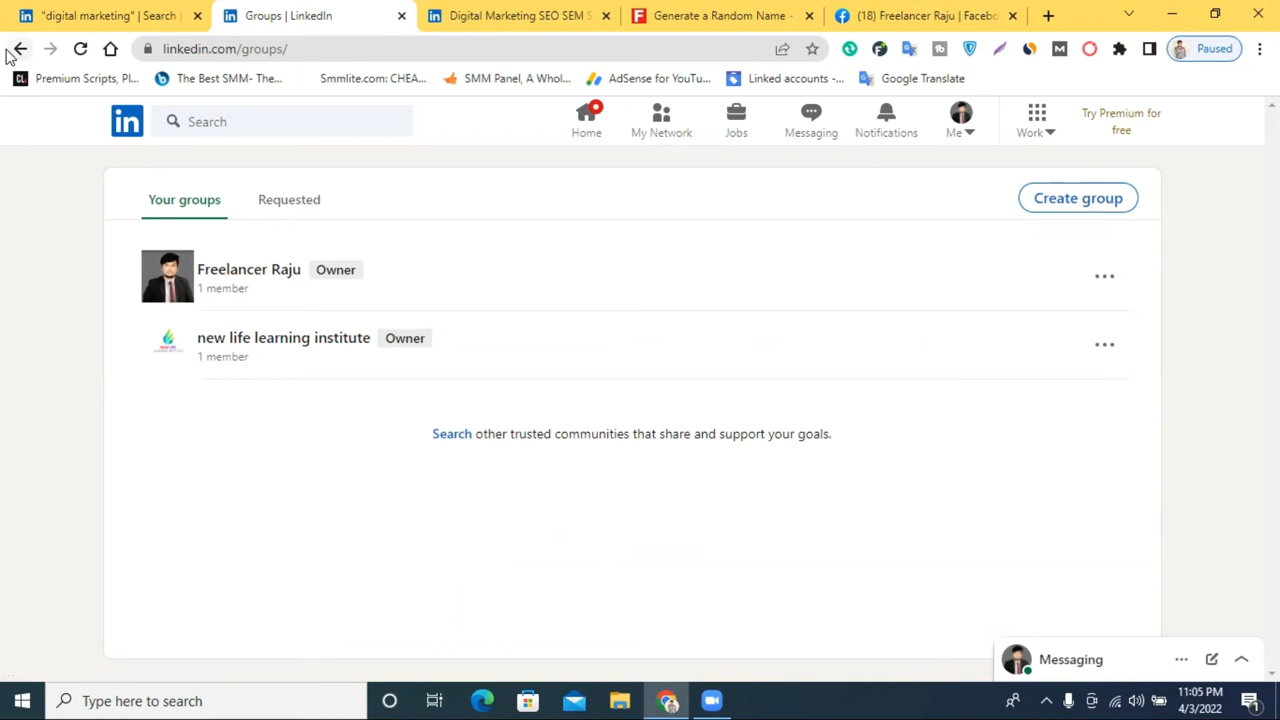 "digital marketing" | Search |
Groups | LinkedIn
Digital Marketing SEO SEM S
Generate a Random Name -
(18) Freelancer Raju | Facebo
linkedin.com/groups/
Paused
CL
Premium Scripts, Pl...
The Best SMM- The...
Smmlite.com: CHEA...
SMM Panel, A Whol...
AdSense for YouTu...
Linked accounts -...
Google Translate
in
Search
Home
My Network
Jobs
Messaging
Notifications
Me
Work
Try Premium for
free
Your groups
Requested
Create group
Freelancer Raju
Owner
1 member
new life learning institute
Owner
1 member
Search other trusted communities that share and support your goals.
Messaging
Type here to search
11:05 PM
4/3/2022